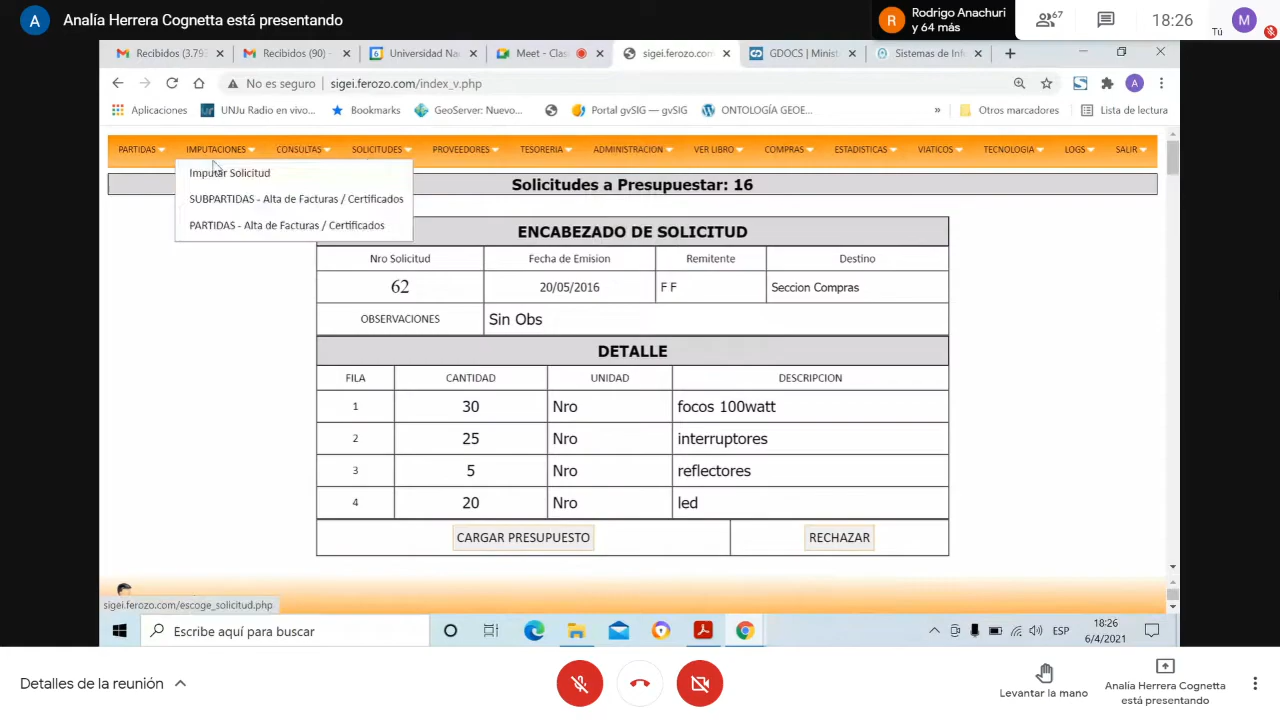 A Analía Herrera Cognetta está presentando
R Rodrigo Anachuri
y 64 más
67
18:26
Tú
M
Recibidos (3.793
Recibidos (90) -
Universidad Na
Meet - Clas
sigei.ferozo.com
GDOCS | Minist
Sistemas de Inf
No es seguro | sigei.ferozo.com/index_v.php
A
Aplicaciones
UNJu Radio en vivo...
Bookmarks
GeoServer: Nuevo...
Portal gvSIG — gvSIG
ONTOLOGÍA GEOE...
»
Otros marcadores
Lista de lectura
PARTIDAS
IMPUTACIONES
CONSULTAS
SOLICITUDES
PROVEEDORES
TESORERIA
ADMINISTRACION
VER LIBRO
COMPRAS
ESTADISTICAS
VIATICOS
TECNOLOGIA
LOGS
SALIR
Imputar Solicitud
SUBPARTIDAS - Alta de Facturas / Certificados
PARTIDAS - Alta de Facturas / Certificados
Solicitudes a Presupuestar: 16
ENCABEZADO DE SOLICITUD
Nro Solicitud Fecha de Emision Remitente Destino
62 20/05/2016 F F Seccion Compras
OBSERVACIONES Sin Obs
DETALLE
FILA CANTIDAD UNIDAD DESCRIPCION
1 30 Nro focos 100watt
2 25 Nro interruptores
3 5 Nro reflectores
4 20 Nro led
CARGAR PRESUPUESTO RECHAZAR
sigei.ferozo.com/escoge_solicitud.php
Escribe aquí para buscar
ESP
18:26
6/4/2021
Detalles de la reunión
Levantar la mano
Analía Herrera Cognetta
está presentando